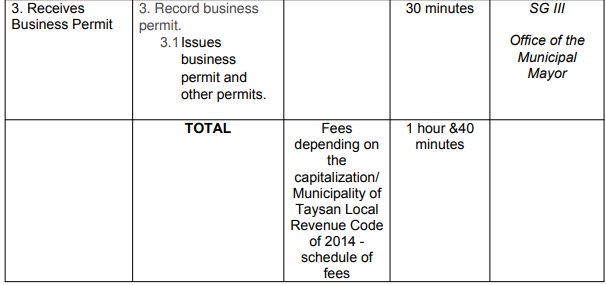 3. Receives
Business Permit
3. Record business
permit.
3.1 Issues
business
permit and
other permits.
30 minutes
SG III
Office of the
Municipal
Mayor
TOTAL
Fees
depending on
the
capitalization/
Municipality of
Taysan Local
Revenue Code
of 2014 -
schedule of
fees
1 hour &40
minutes